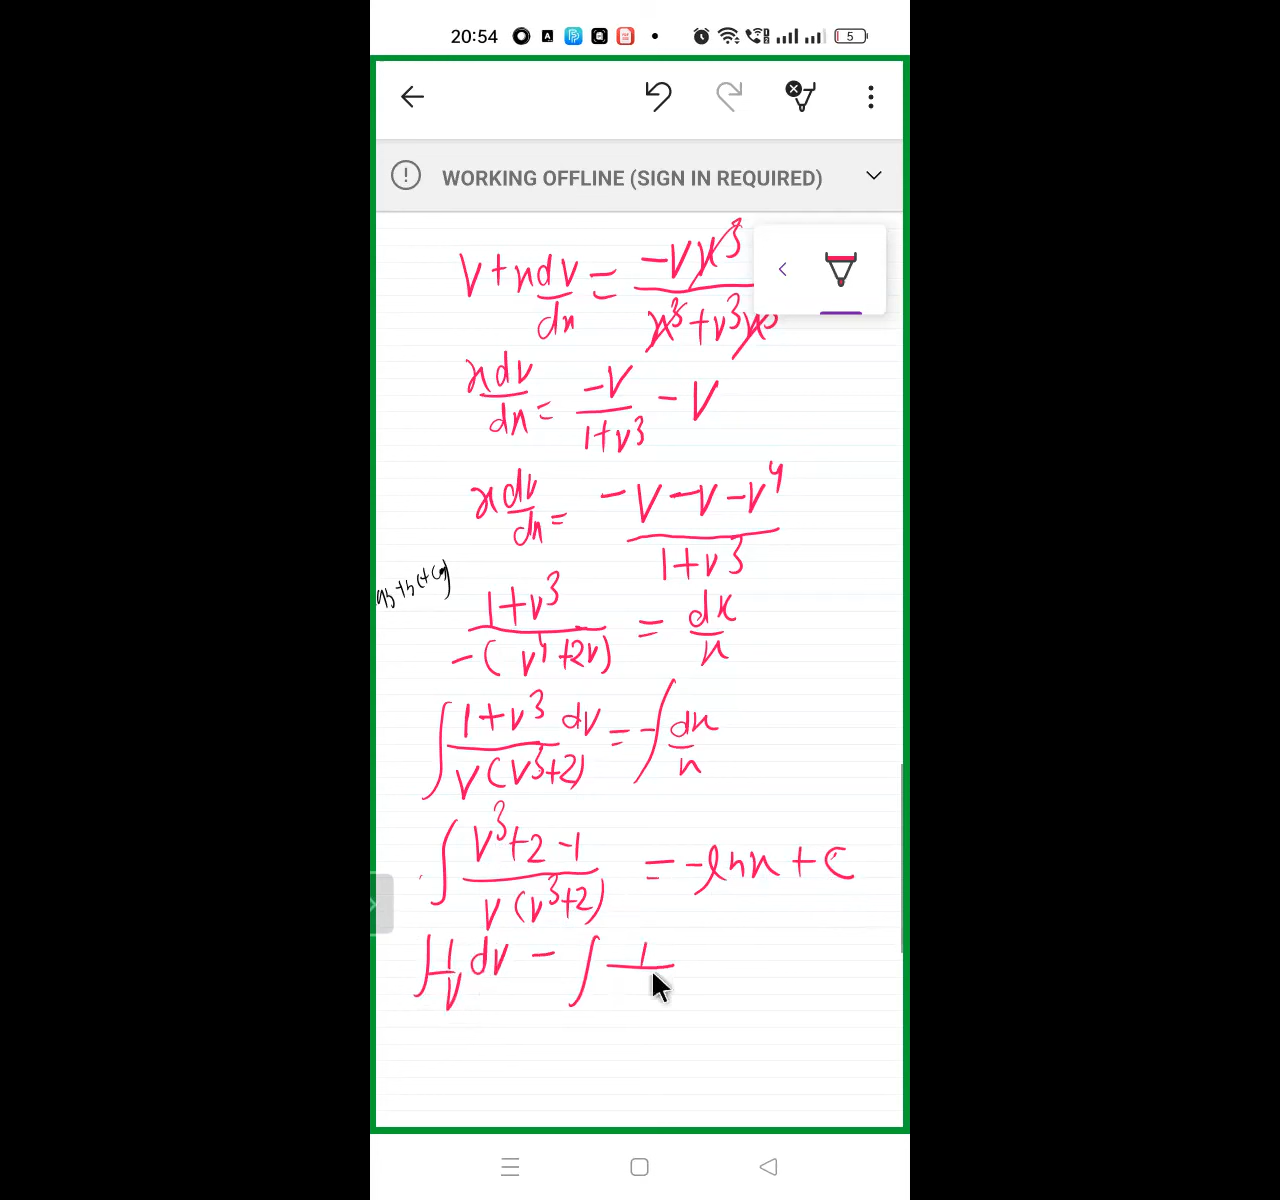 20:54 5
WORKING OFFLINE (SIGN IN REQUIRED)
V + x dv/dx = -Vx³ / x³+v³x³
x dv/dx = -V/1+v³ - V
x dv/dx = -V-V-V⁴ / 1+v³
1+v³ / -(v⁴+2v) = dx/x
∫ 1+v³ dv / v(v³+2) = -∫ dx/x
∫ v³+2-1 / v(v³+2) = -lnx + C
∫ 1/v dv - ∫ 1/